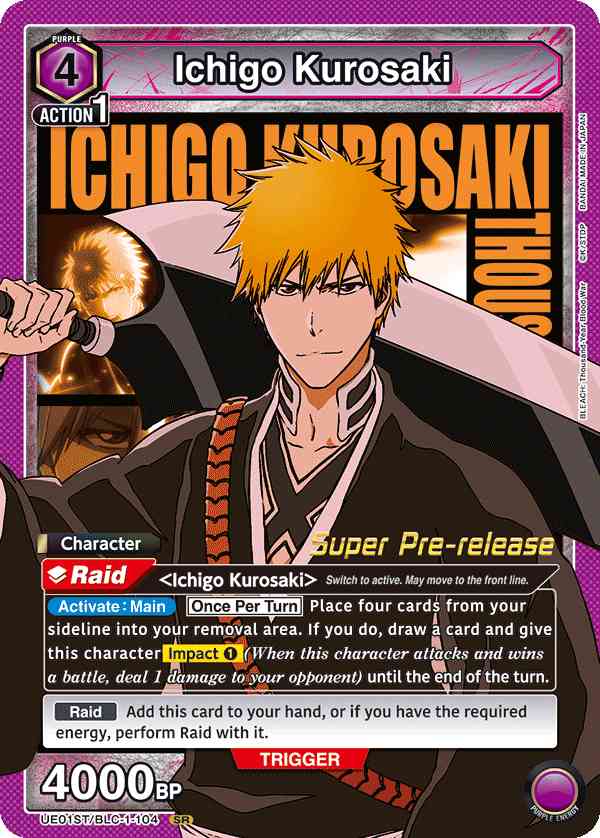 PURPLE
4
Ichigo Kurosaki
ACTION 1
ICHIGO KUROSAKI
THOUS
BLEACH: Thousand-Year Blood War ©K/STDP BANDAI MADE IN JAPAN
Character
Super Pre-release
Raid <Ichigo Kurosaki> Switch to active. May move to the front line.
Activate: Main Once Per Turn Place four cards from your
sideline into your removal area. If you do, draw a card and give
this character Impact 1 (When this character attacks and wins
a battle, deal 1 damage to your opponent) until the end of the turn.
Raid Add this card to your hand, or if you have the required
energy, perform Raid with it.
TRIGGER
4000BP
UE01ST/BLC-1-104 SR
PURPLE ENERGY